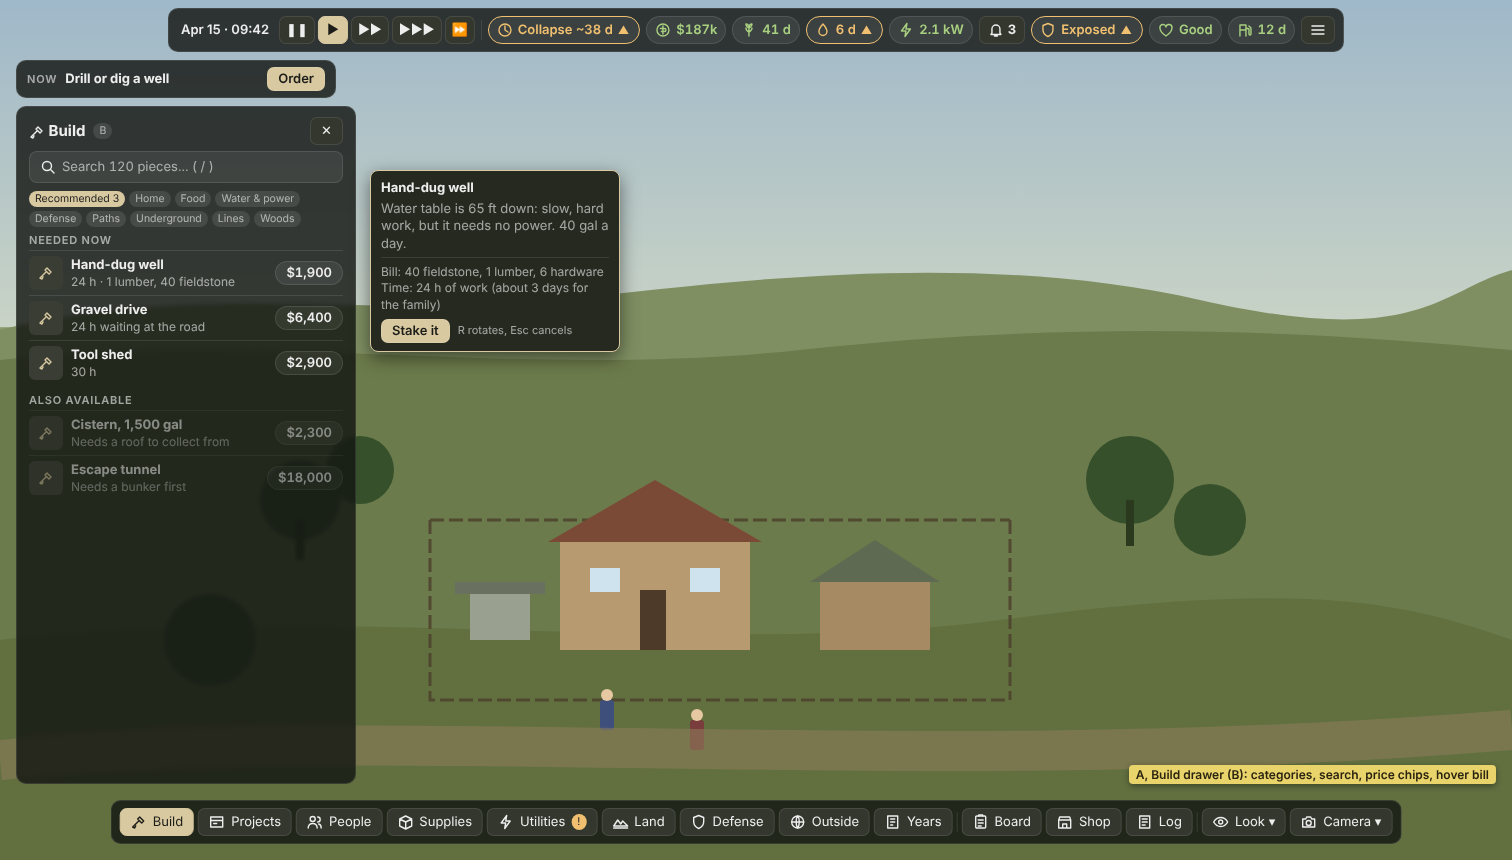 Apr 15 · 09:42
Collapse ~38 d
$187k
41 d
6 d
2.1 kW
3
Exposed
Good
12 d
NOW Drill or dig a well
Order
Build B
Search 120 pieces... ( / )
Recommended 3 Home Food Water & power
Defense Paths Underground Lines Woods
NEEDED NOW
Hand-dug well
24 h · 1 lumber, 40 fieldstone
$1,900
Gravel drive
24 h waiting at the road
$6,400
Tool shed
30 h
$2,900
ALSO AVAILABLE
Cistern, 1,500 gal
Needs a roof to collect from
$2,300
Escape tunnel
Needs a bunker first
$18,000
Hand-dug well
Water table is 65 ft down: slow, hard
work, but it needs no power. 40 gal a
day.
Bill: 40 fieldstone, 1 lumber, 6 hardware
Time: 24 h of work (about 3 days for
the family)
Stake it R rotates, Esc cancels
A, Build drawer (B): categories, search, price chips, hover bill
Build Projects People Supplies Utilities ! Land Defense Outside Years Board Shop Log Look ▾ Camera ▾